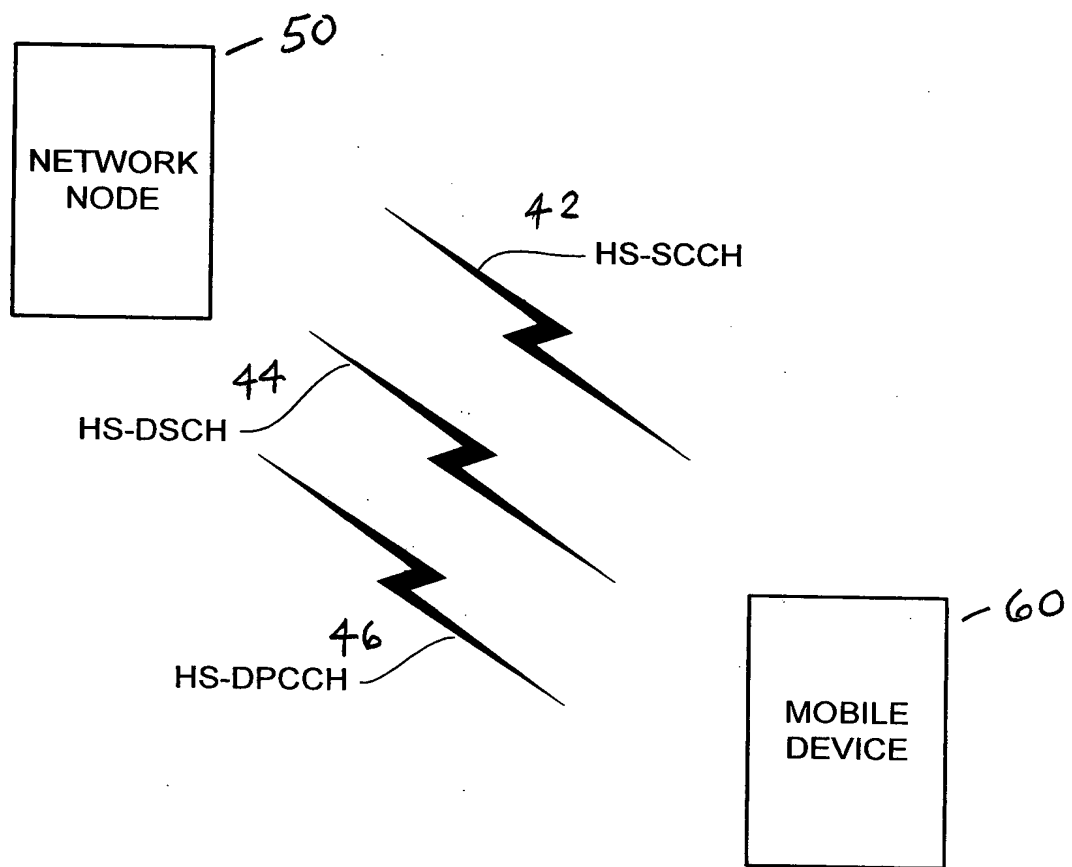 50
NETWORK
NODE
42
HS-SCCH
44
HS-DSCH
46
HS-DPCCH
60
MOBILE
DEVICE